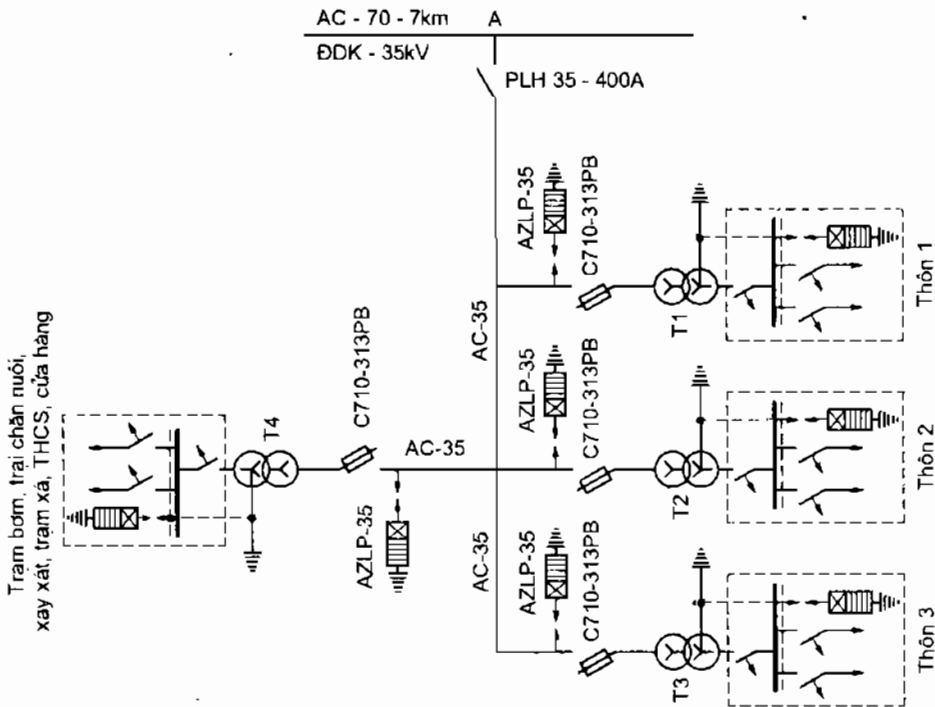 AC - 70 - 7km
A
ĐDK - 35kV
PLH 35 - 400A
AZLP-35
C710-313PB
T1
Thôn 1
AC-35
AZLP-35
C710-313PB
T2
Thôn 2
AC-35
AZLP-35
C710-313PB
T3
Thôn 3
Trạm bơm, trại chăn nuôi,
xay xát, trạm xá, THCS, cửa hàng
T4
C710-313PB
AC-35
AZLP-35